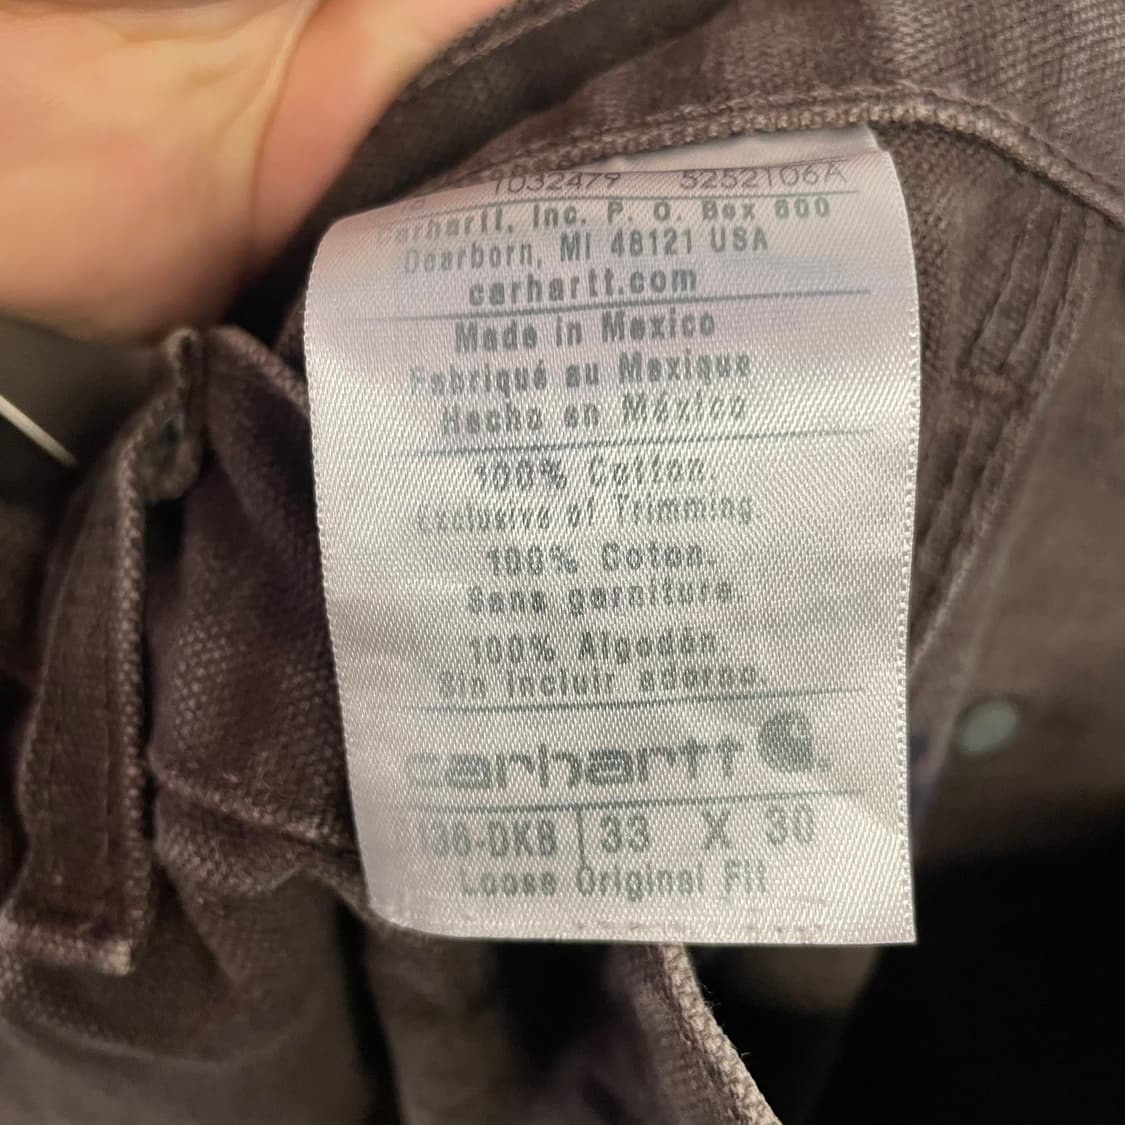 1032479 5252106A
Carhartt, Inc. P. O. Box 600
Dearborn, MI 48121 USA
carhartt.com
Made in Mexico
Fabriqué au Mexique
Hecho en México
100% Cotton.
Exclusive of Trimming
100% Coton.
Sans garniture
100% Algodón.
Sin incluir adorno.
carhartt
136-DKB 33 X 30
Loose Original Fit